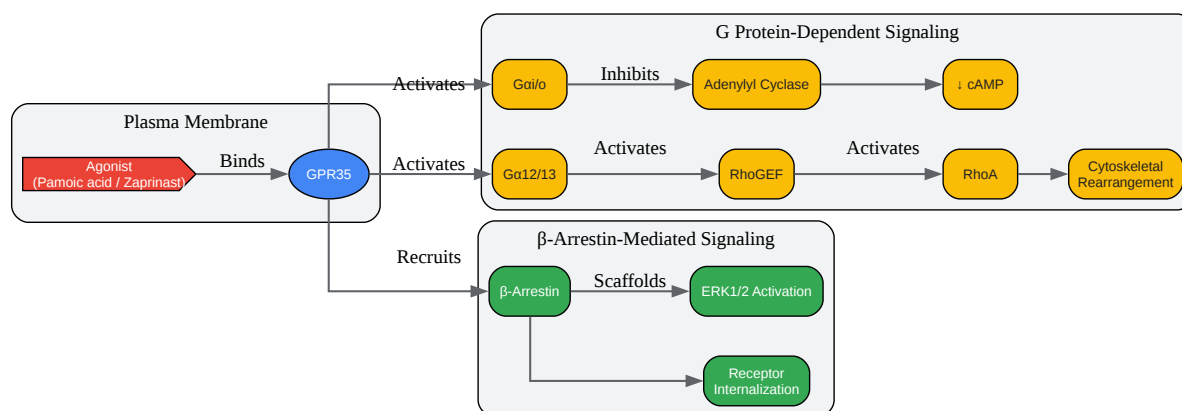 G Protein-Dependent Signaling
Activates
Gαi/o
Inhibits
Adenylyl Cyclase
↓ cAMP
Plasma Membrane
Agonist
(Pamoic acid / Zaprinast)
Binds
GPR35
Activates
Gα12/13
Activates
RhoGEF
Activates
RhoA
Cytoskeletal
Rearrangement
β-Arrestin-Mediated Signaling
Recruits
β-Arrestin
Scaffolds
ERK1/2 Activation
Receptor
Internalization